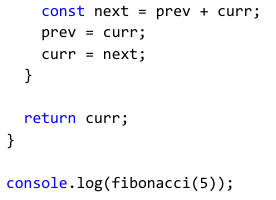 const next = prev + curr;
    prev = curr;
    curr = next;
  }

  return curr;
}

console.log(fibonacci(5));